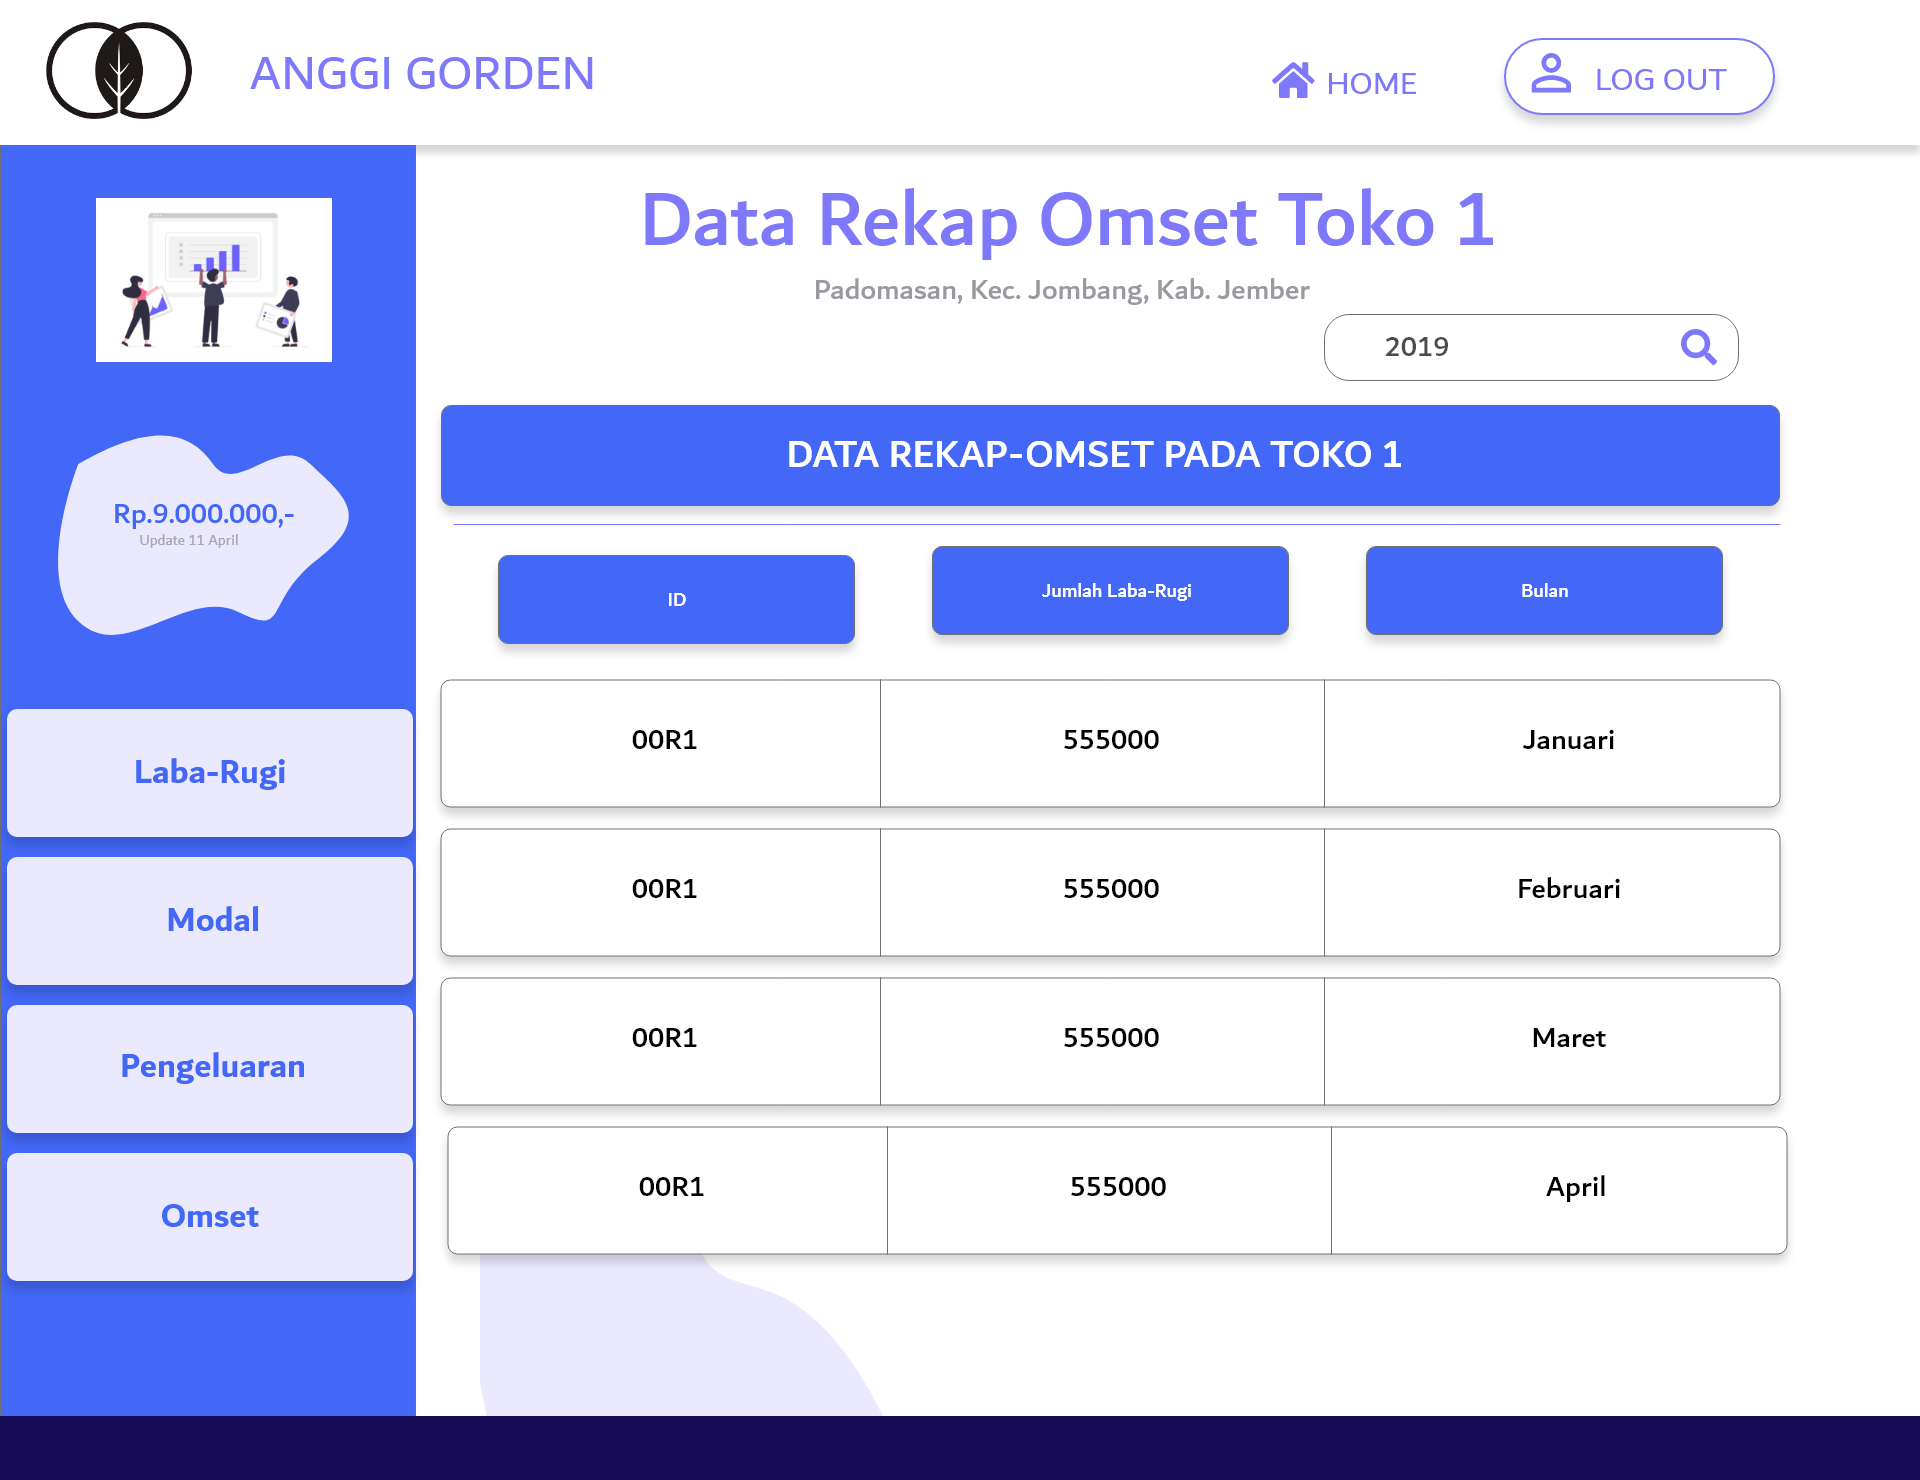 ANGGI GORDEN
HOME
LOG OUT
Data Rekap Omset Toko 1
Padomasan, Kec. Jombang, Kab. Jember
2019
Rp.9.000.000,-
Update 11 April
Laba-Rugi
Modal
Pengeluaran
Omset
DATA REKAP-OMSET PADA TOKO 1
ID
Jumlah Laba-Rugi
Bulan
00R1 555000 Januari
00R1 555000 Februari
00R1 555000 Maret
00R1 555000 April